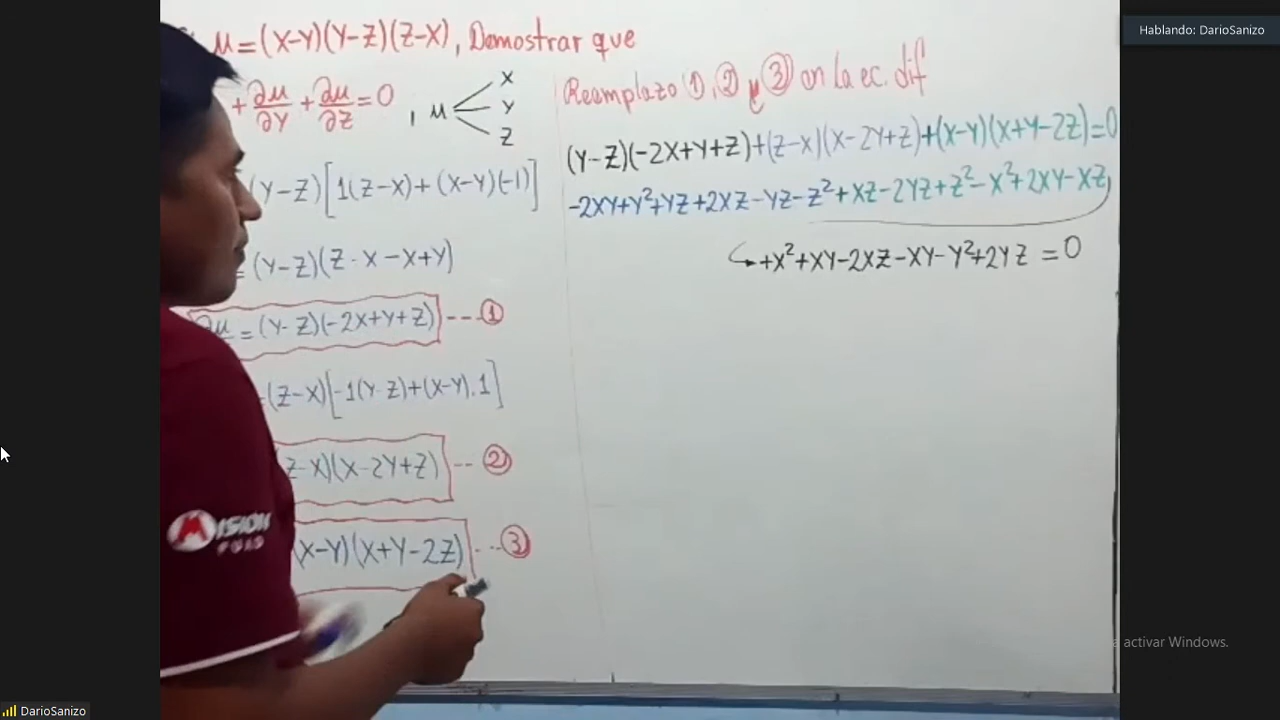 μ=(X-Y)(Y-Z)(Z-X), Demostrar que
+ ∂μ/∂Y + ∂μ/∂Z = 0 , μ < X Y Z
(Y-Z)[1(Z-X)+(X-Y)(-1)]
=(Y-Z)(Z-X-X+Y)
∂μ = (Y-Z)(-2X+Y+Z) ---①
(Z-X)[-1(Y-Z)+(X-Y).1]
Z-X)(X-2Y+Z) --②
(X-Y)(X+Y-2Z) ---③
Reemplazo ①,② y ③ en la ec. dif
(Y-Z)(-2X+Y+Z)+(Z-X)(X-2Y+Z)+(X-Y)(X+Y-2Z)=0
-2XY+Y²+YZ+2XZ-YZ-Z²+XZ-2YZ+Z²-X²+2XY-XZ
+X²+XY-2XZ-XY-Y²+2YZ =0
MISION
Hablando: DarioSanizo
a activar Windows.
DarioSanizo